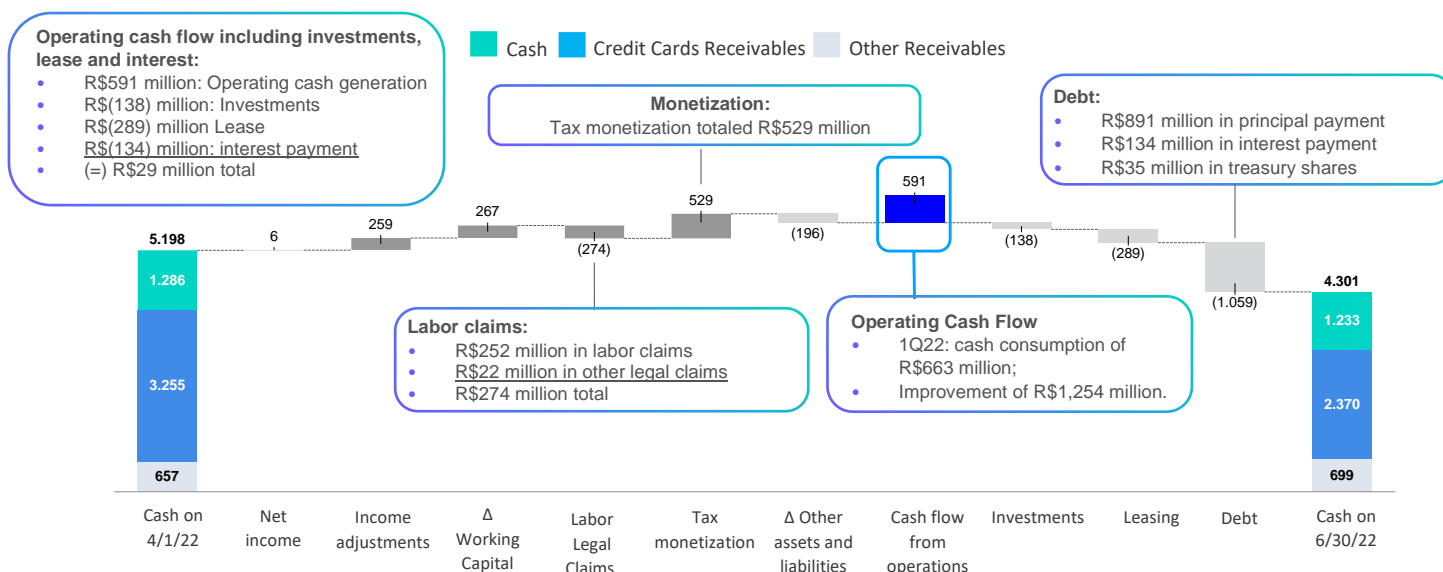 Operating cash flow including investments,
lease and interest:
• R$591 million: Operating cash generation
• R$(138) million: Investments
• R$(289) million Lease
• R$(134) million: interest payment
• (=) R$29 million total
Cash
Credit Cards Receivables
Other Receivables
Monetization:
Tax monetization totaled R$529 million
Debt:
• R$891 million in principal payment
• R$134 million in interest payment
• R$35 million in treasury shares
5.198
1.286
3.255
657
6
259
267
(274)
529
(196)
591
(138)
(289)
(1.059)
4.301
1.233
2.370
699
Labor claims:
• R$252 million in labor claims
• R$22 million in other legal claims
• R$274 million total
Operating Cash Flow
• 1Q22: cash consumption of
R$663 million;
• Improvement of R$1,254 million.
Cash on
4/1/22
Net
income
Income
adjustments
Δ
Working
Capital
Labor
Legal
Claims
Tax
monetization
Δ Other
assets and
liabilities
Cash flow
from
operations
Investments
Leasing
Debt
Cash on
6/30/22